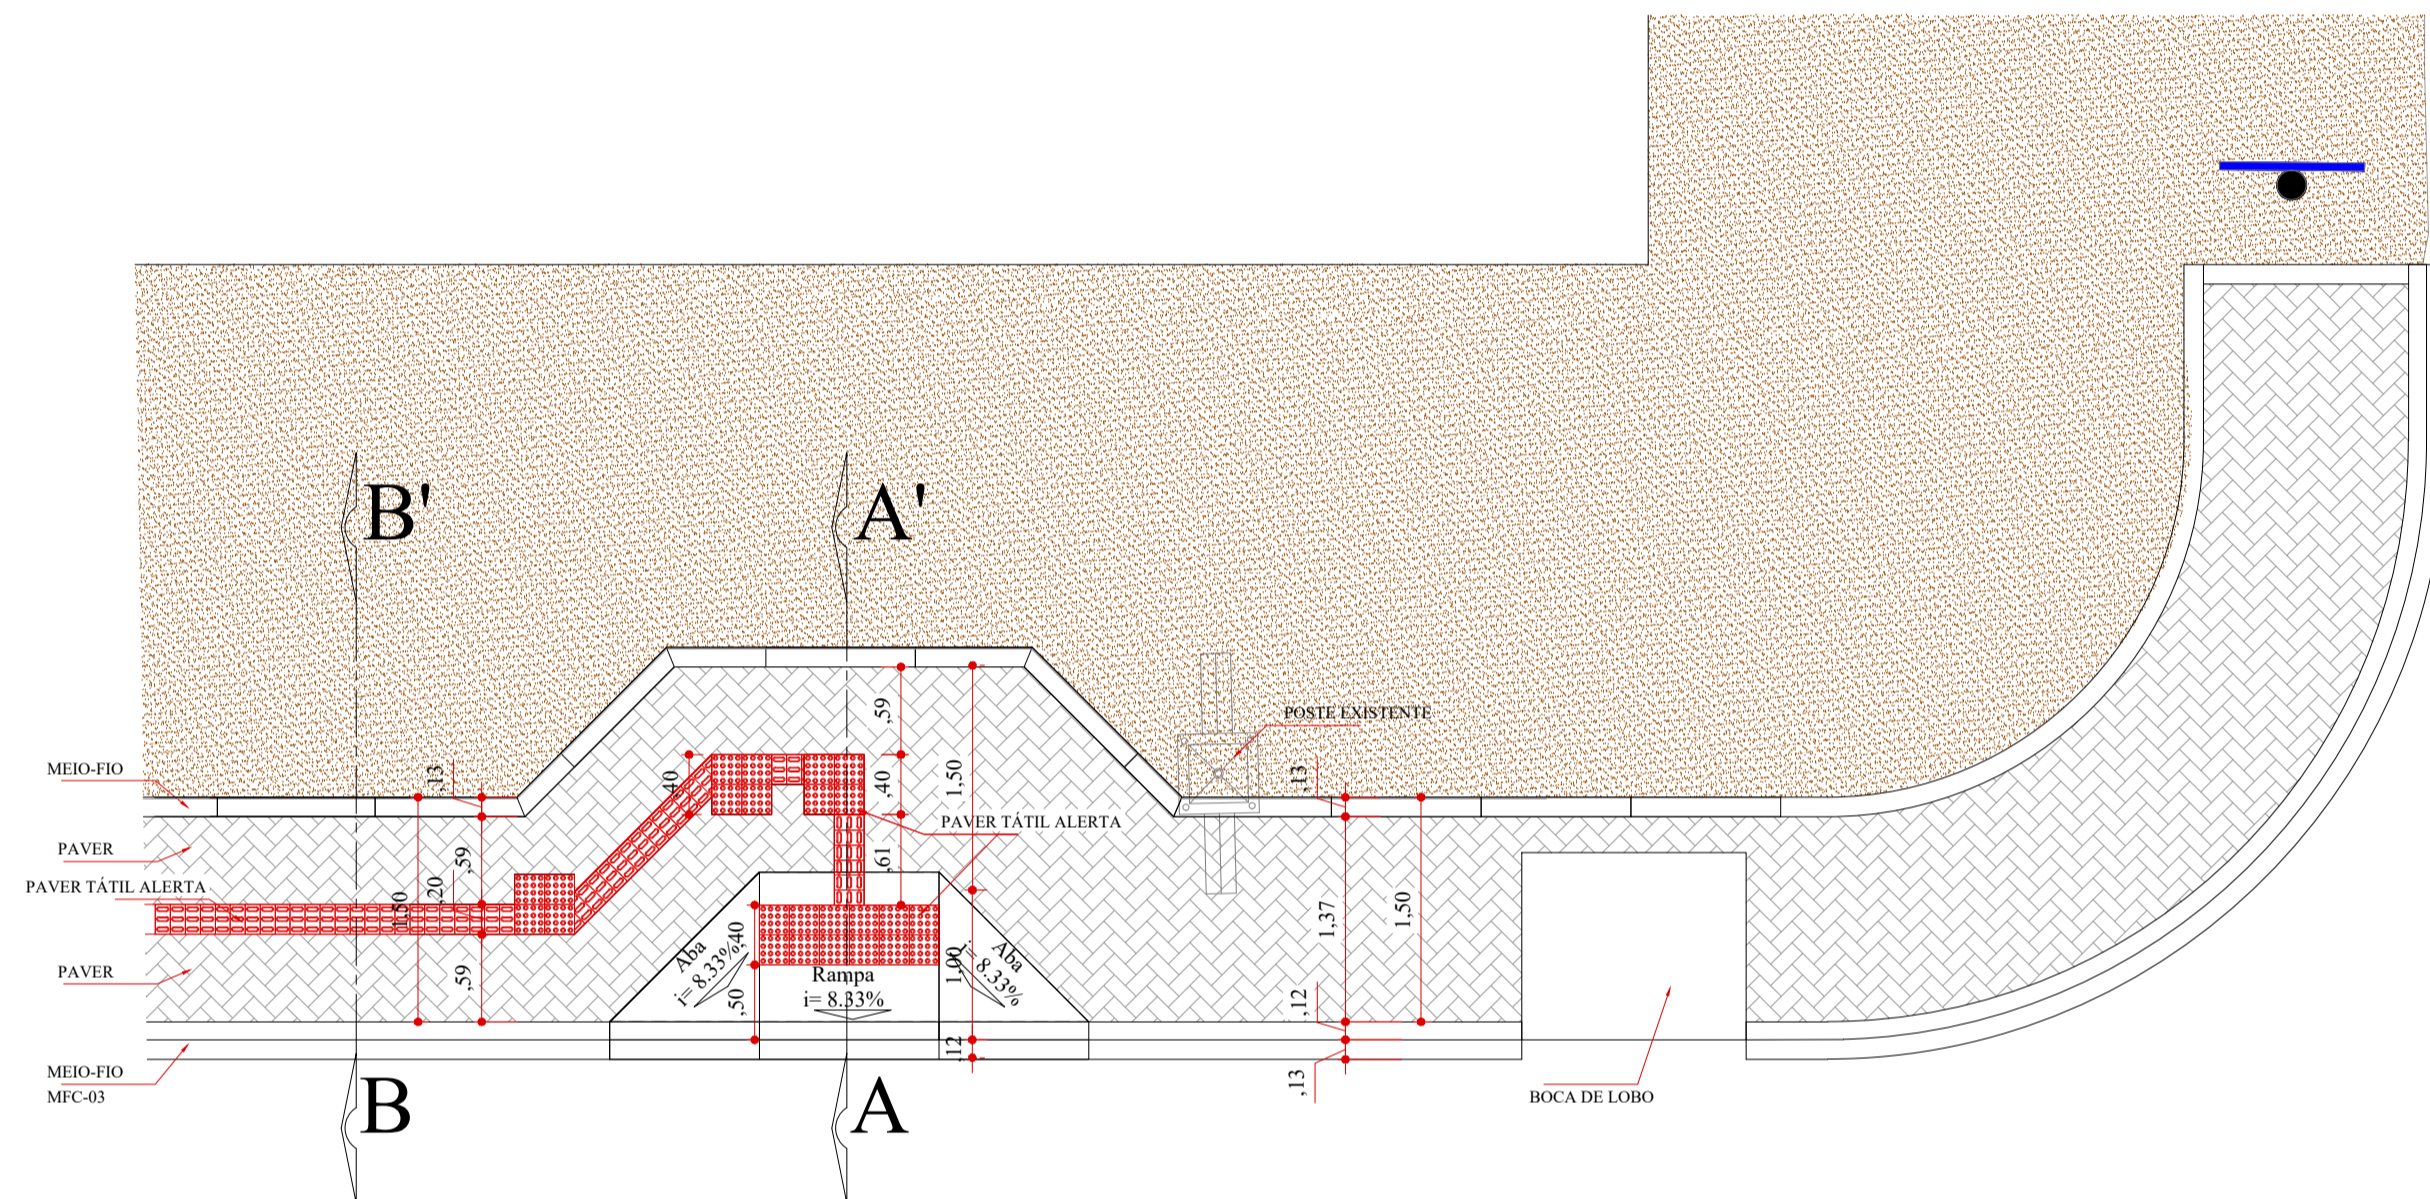 B'
A'
POSTE EXISTENTE
MEIO-FIO
,13
,59
,40
,40
1,50
,13
PAVER TÁTIL ALERTA
PAVER
,59
,61
PAVER TÁTIL ALERTA
,20
1,50
1,37
1,50
Aba
i= 8.33%
,40
Aba
i= 8.33%
PAVER
,59
Rampa
i= 8.33%
,50
1,00
,12
,12
MEIO-FIO
MFC-03
,13
BOCA DE LOBO
B
A